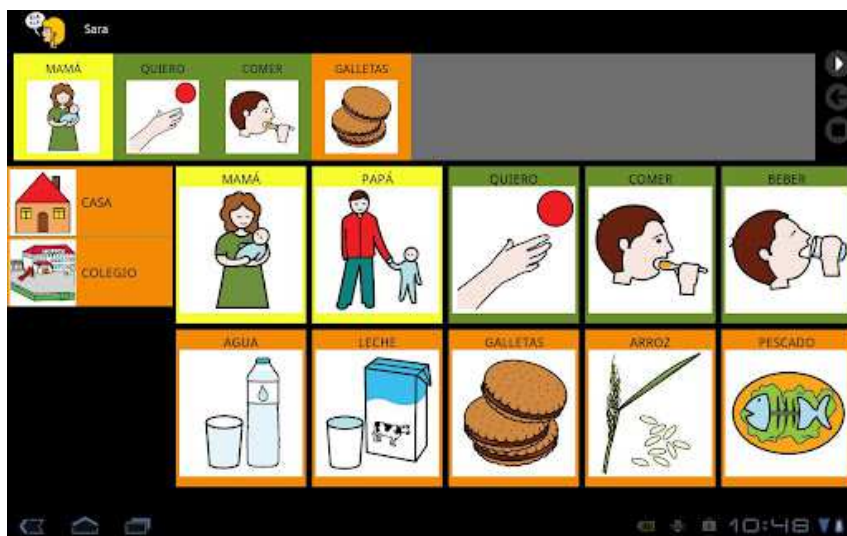 Sara
MAMÁ QUIERO COMER GALLETAS
CASA
COLEGIO
MAMÁ PAPÁ QUIERO COMER BEBER
AGUA LECHE GALLETAS ARROZ PESCADO
10:48